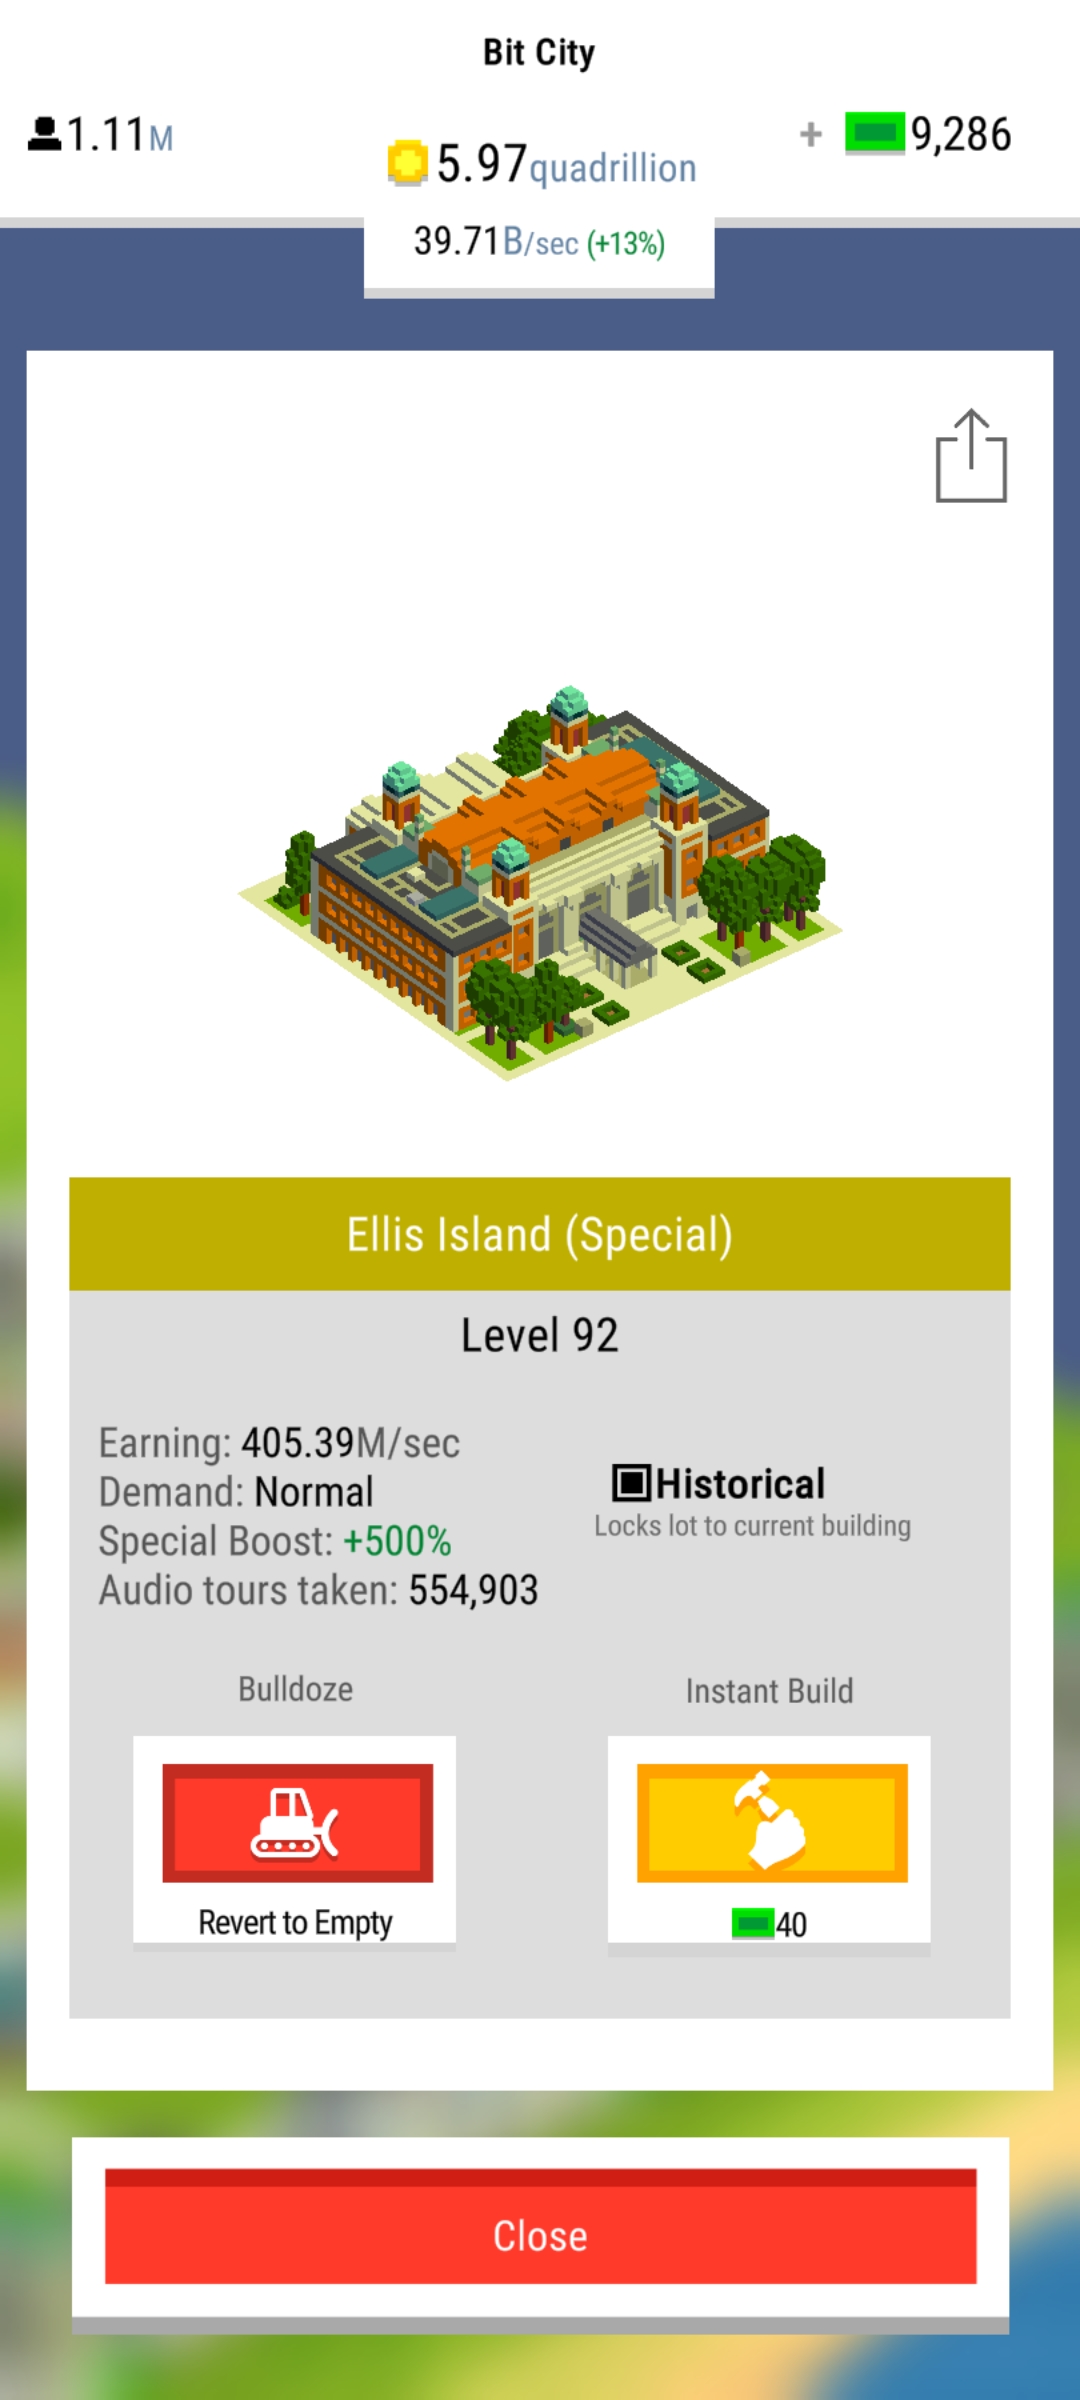 Bit City
1.11M
5.97quadrillion
+ 9,286
39.71B/sec (+13%)
Ellis Island (Special)
Level 92
Earning: 405.39M/sec
Demand: Normal
Special Boost: +500%
Audio tours taken: 554,903
Historical
Locks lot to current building
Bulldoze
Instant Build
Revert to Empty
40
Close